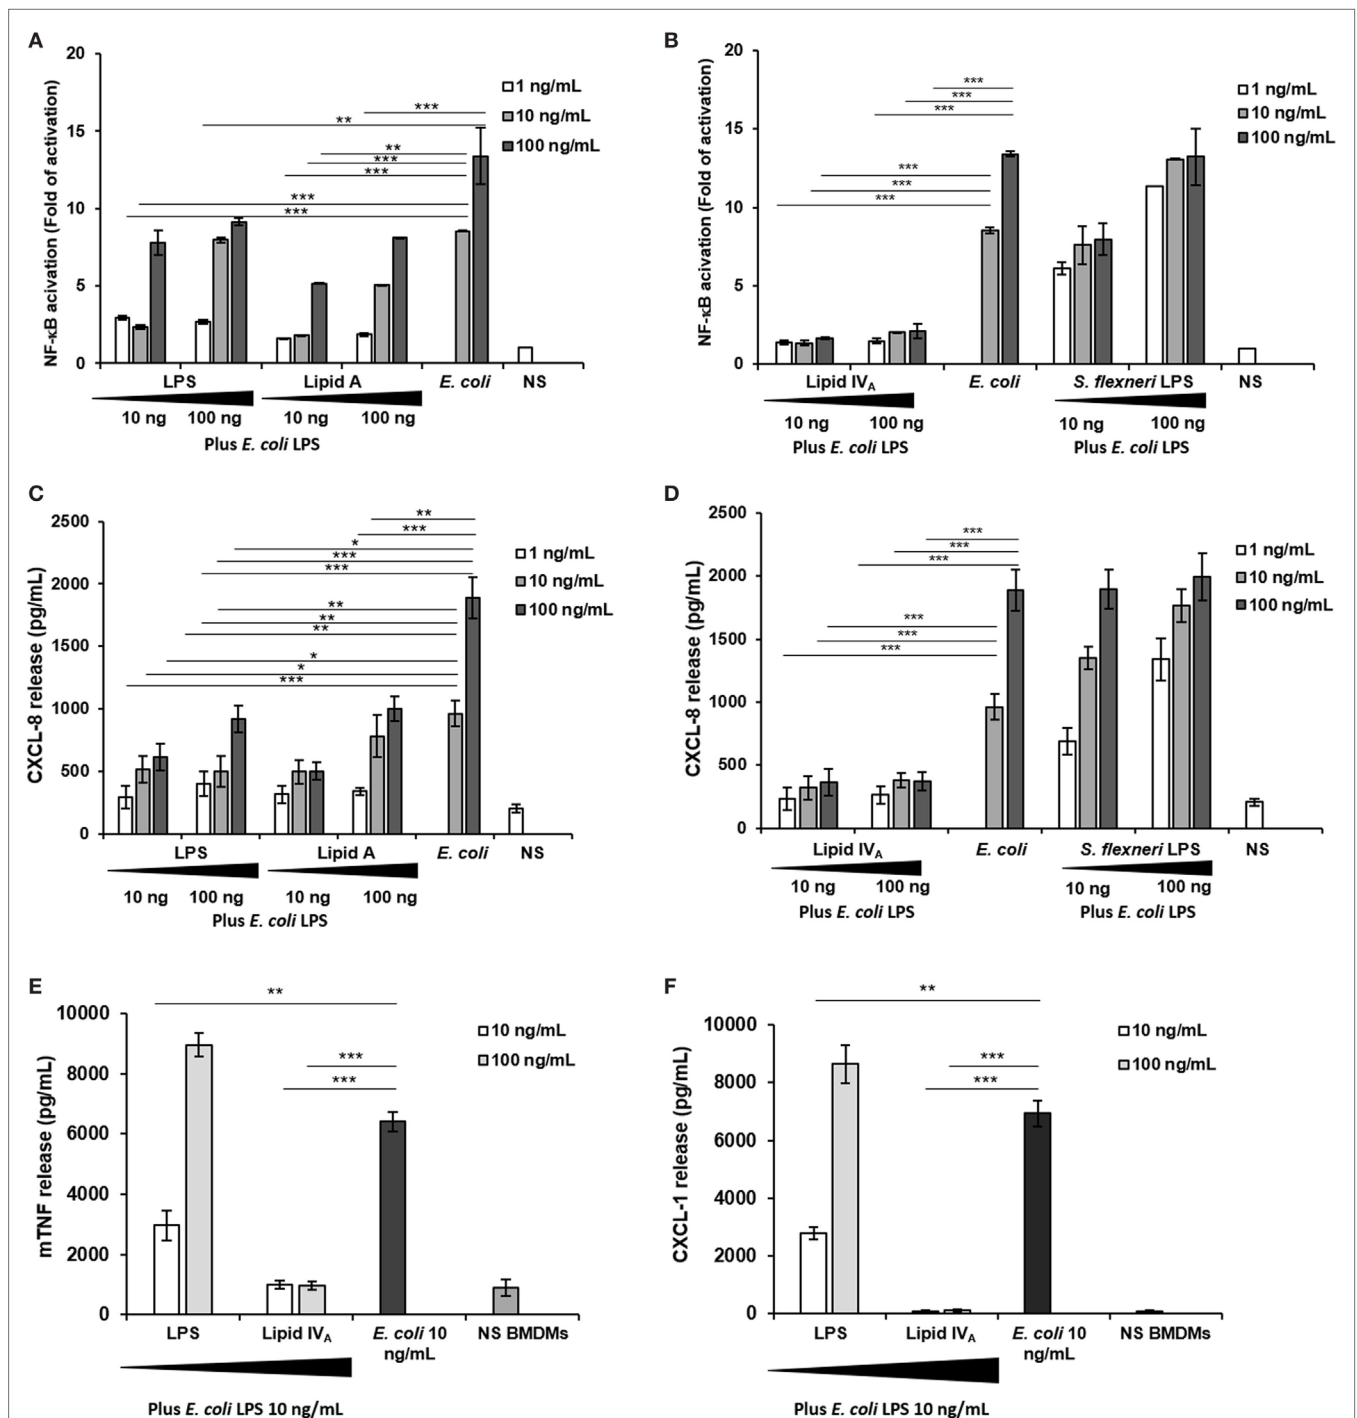 A
NF-κB acivation (Fold of activation)
20
15
10
5
0
1 ng/mL
10 ng/mL
100 ng/mL
***
**
**
***
***
***
***
LPS
Lipid A
E. coli
NS
10 ng
100 ng
10 ng
100 ng
Plus E. coli LPS
B
NF-κB acivation (Fold of activation)
20
15
10
5
0
1 ng/mL
10 ng/mL
100 ng/mL
***
***
***
***
***
***
Lipid IVA
E. coli
S. flexneri LPS
NS
10 ng
100 ng
10 ng
100 ng
Plus E. coli LPS
Plus E. coli LPS
C
CXCL-8 release (pg/mL)
2500
2000
1500
1000
500
0
1 ng/mL
10 ng/mL
100 ng/mL
**
***
*
***
***
**
**
**
*
*
***
LPS
Lipid A
E. coli
NS
10 ng
100 ng
10 ng
100 ng
Plus E. coli LPS
D
CXCL-8 release (pg/mL)
2500
2000
1500
1000
500
0
1 ng/mL
10 ng/mL
100 ng/mL
***
***
***
***
***
***
Lipid IVA
E. coli
S. flexneri LPS
NS
10 ng
100 ng
10 ng
100 ng
Plus E. coli LPS
Plus E. coli LPS
E
mTNF release (pg/mL)
10000
8000
6000
4000
2000
0
10 ng/mL
100 ng/mL
**
***
***
LPS
Lipid IVA
E. coli 10
ng/mL
NS BMDMs
Plus E. coli LPS 10 ng/mL
F
CXCL-1 release (pg/mL)
10000
8000
6000
4000
2000
0
10 ng/mL
100 ng/mL
**
***
***
LPS
Lipid IVA
E. coli 10
ng/mL
NS BMDMs
Plus E. coli LPS 10 ng/mL